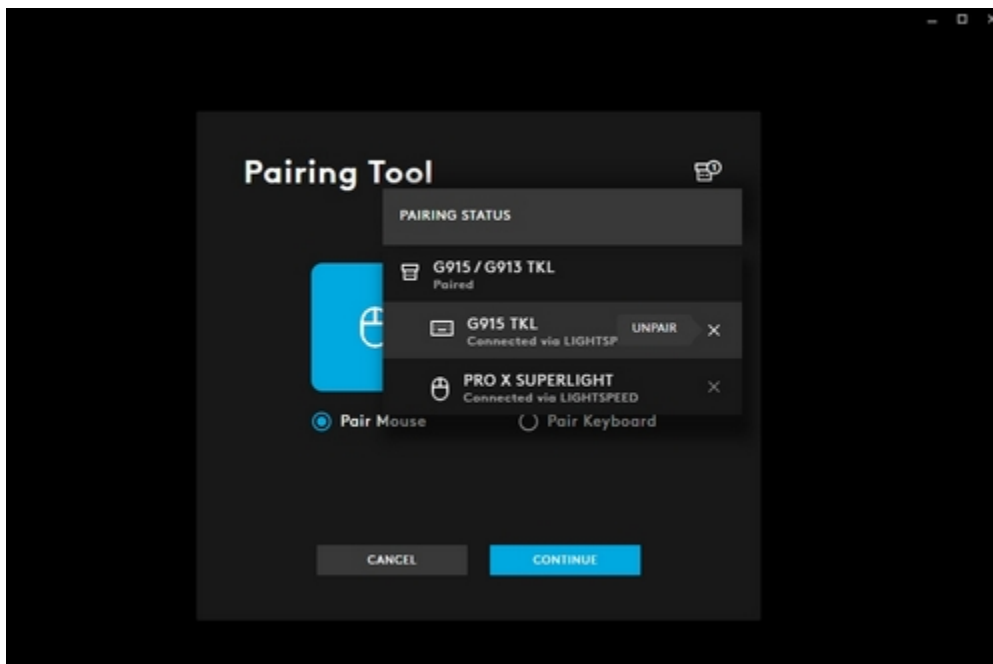 Pairing Tool
1
PAIRING STATUS
G915 / G913 TKL
Paired
G915 TKL
Connected via LIGHTSP
UNPAIR
PRO X SUPERLIGHT
Connected via LIGHTSPEED
Pair Mouse
Pair Keyboard
CANCEL
CONTINUE